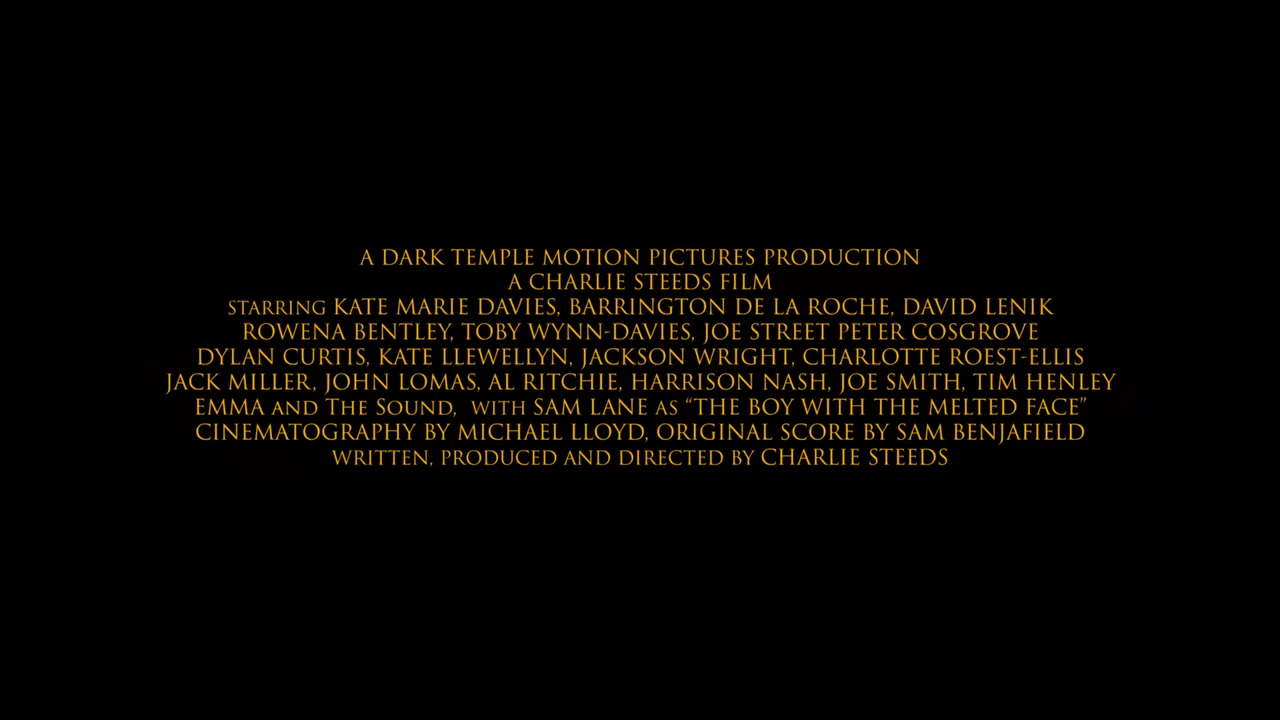 A DARK TEMPLE MOTION PICTURES PRODUCTION
A CHARLIE STEEDS FILM
STARRING KATE MARIE DAVIES, BARRINGTON DE LA ROCHE, DAVID LENIK
ROWENA BENTLEY, TOBY WYNN-DAVIES, JOE STREET PETER COSGROVE
DYLAN CURTIS, KATE LLEWELLYN, JACKSON WRIGHT, CHARLOTTE ROEST-ELLIS
JACK MILLER, JOHN LOMAS, AL RITCHIE, HARRISON NASH, JOE SMITH, TIM HENLEY
EMMA AND THE SOUND, WITH SAM LANE AS “THE BOY WITH THE MELTED FACE”
CINEMATOGRAPHY BY MICHAEL LLOYD, ORIGINAL SCORE BY SAM BENJAFIELD
WRITTEN, PRODUCED AND DIRECTED BY CHARLIE STEEDS